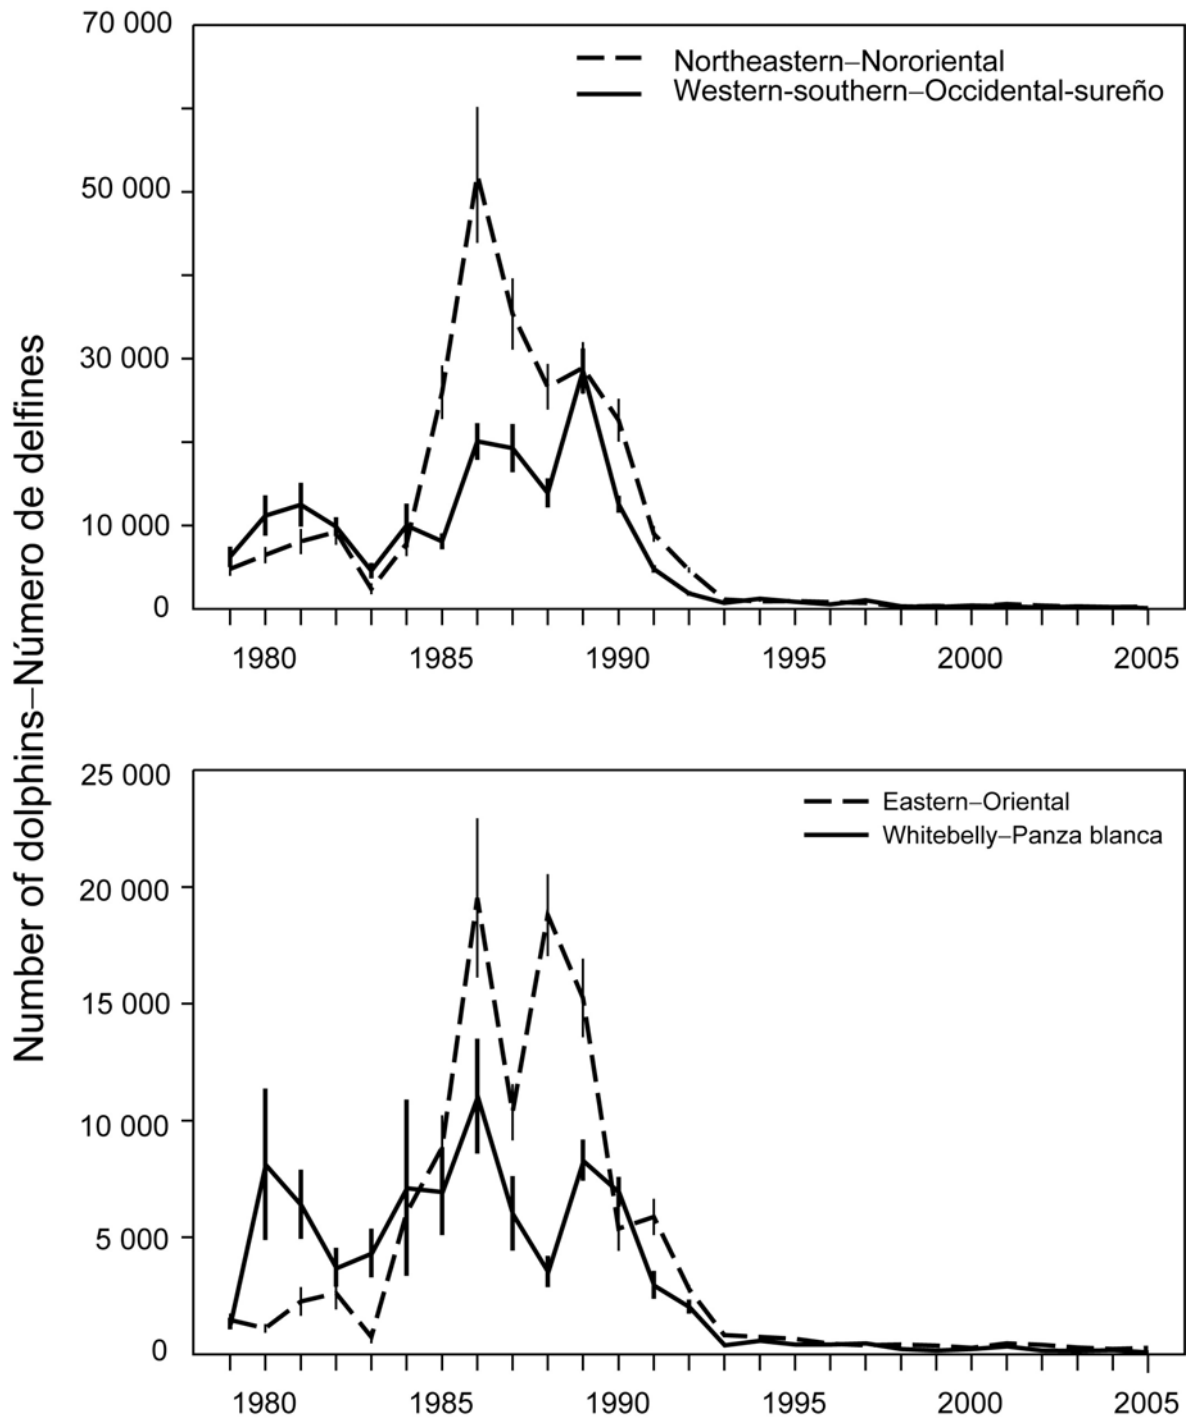 Number of dolphins–Número de delfines
70 000
50 000
30 000
10 000
0
Northeastern–Nororiental
Western-southern–Occidental-sureño
1980 1985 1990 1995 2000 2005
25 000
20 000
15 000
10 000
5 000
0
Eastern–Oriental
Whitebelly–Panza blanca
1980 1985 1990 1995 2000 2005